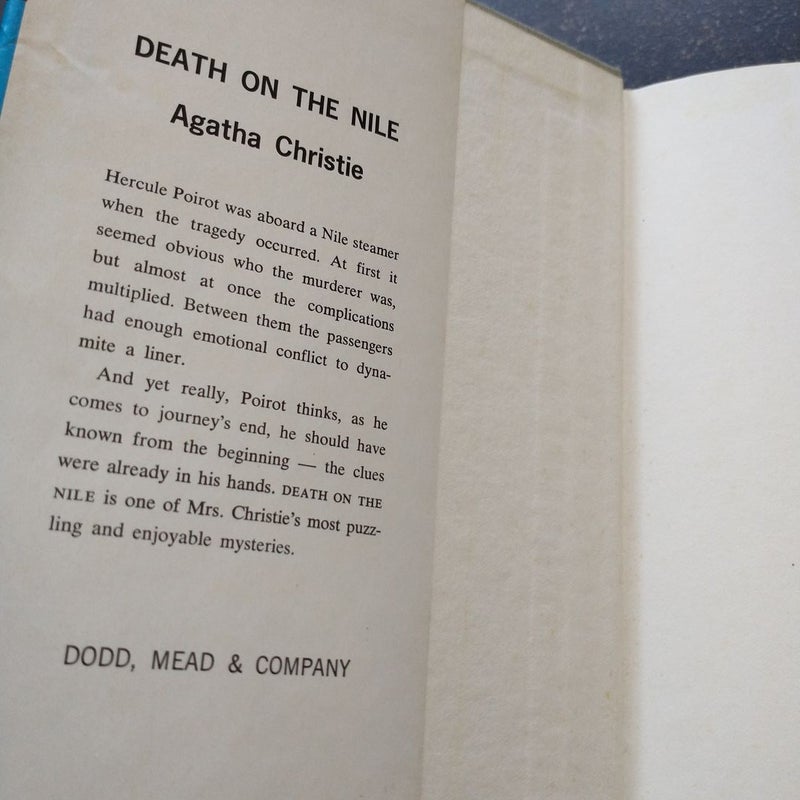 DEATH ON THE NILE
Agatha Christie
Hercule Poirot was aboard a Nile steamer
when the tragedy occurred. At first it
seemed obvious who the murderer was,
but almost at once the complications
multiplied. Between them the passengers
had enough emotional conflict to dyna-
mite a liner.
And yet really, Poirot thinks, as he
comes to journey's end, he should have
known from the beginning — the clues
were already in his hands. DEATH ON THE
NILE is one of Mrs. Christie's most puzz-
ling and enjoyable mysteries.
DODD, MEAD & COMPANY